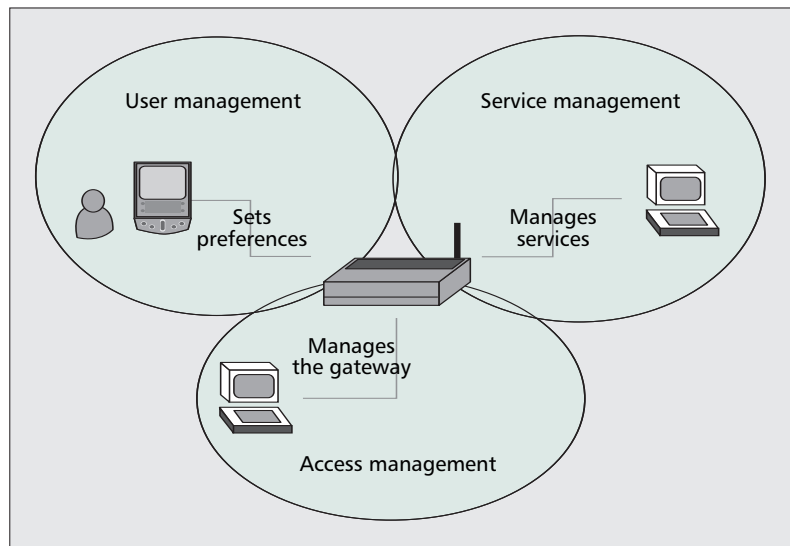 User management
Service management
Sets
preferences
Manages
services
Manages
the gateway
Access management